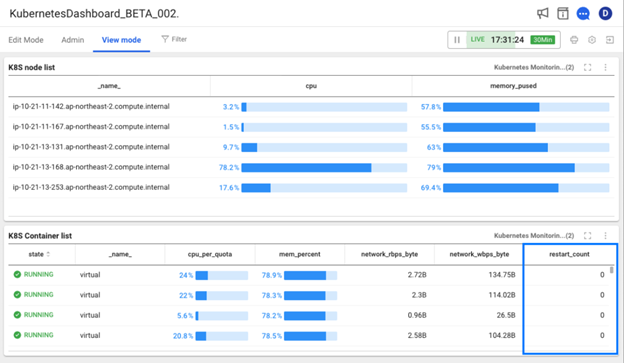 KubernetesDashboard_BETA_002.
D
Edit Mode Admin View mode Filter LIVE 17:31:24 30Min
K8S node list Kubernetes Monitorin...(2)
_name_ cpu memory_pused
ip-10-21-11-142.ap-northeast-2.compute.internal 3.2% 57.8%
ip-10-21-11-167.ap-northeast-2.compute.internal 1.5% 55.5%
ip-10-21-13-131.ap-northeast-2.compute.internal 9.7% 63%
ip-10-21-13-168.ap-northeast-2.compute.internal 78.2% 79%
ip-10-21-13-253.ap-northeast-2.compute.internal 17.6% 69.4%
K8S Container list Kubernetes Monitorin...(2)
state _name_ cpu_per_quota mem_percent network_rbps_byte network_wbps_byte restart_count
RUNNING virtual 24% 78.9% 2.72B 134.75B 0
RUNNING virtual 22% 78.3% 2.3B 114.02B 0
RUNNING virtual 5.6% 78.2% 0.96B 26.5B 0
RUNNING virtual 20.8% 78.5% 2.58B 104.28B 0